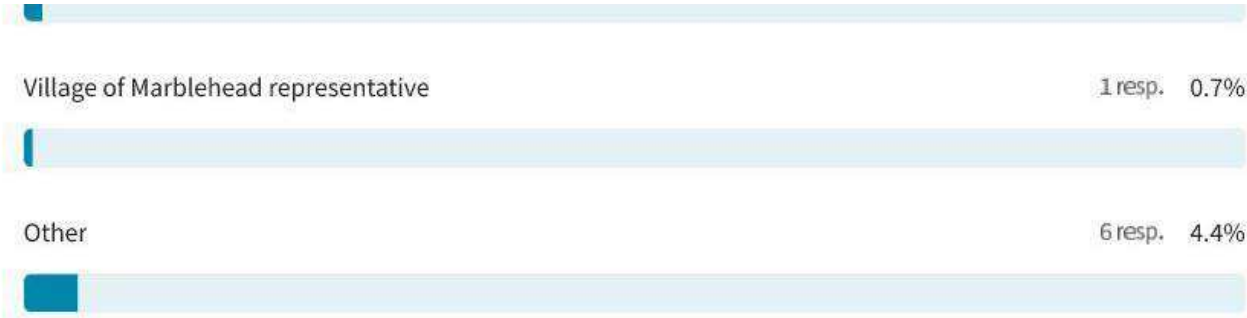 Village of Marblehead representative 1 resp. 0.7%
Other 6 resp. 4.4%